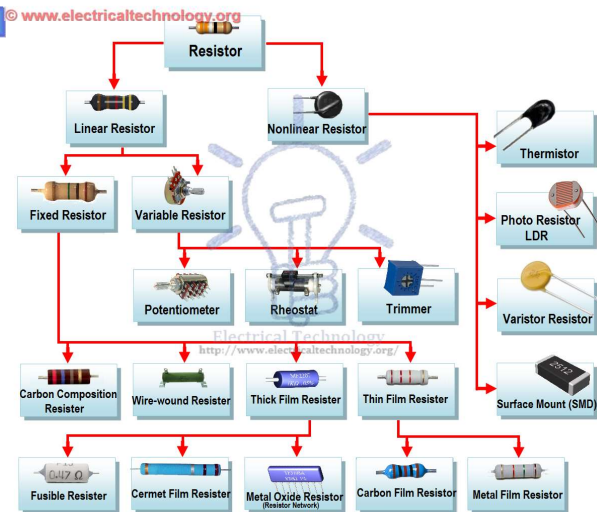 © www.electricaltechnology.org
Resistor
Linear Resistor
Nonlinear Resistor
Thermistor
Fixed Resistor
Variable Resistor
Photo Resistor
LDR
Potentiometer
Rheostat
Trimmer
Varistor Resistor
Electrical Technology
http://www.electricaltechnology.org/
2512
Carbon Composition
Resister
Wire-wound Resister
Thick Film Resister
Thin Film Resister
Surface Mount (SMD)
0.47 Ω
Fusible Resister
Cermet Film Resister
Metal Oxide Resistor
(Resistor Network)
Carbon Film Resistor
Metal Film Resistor